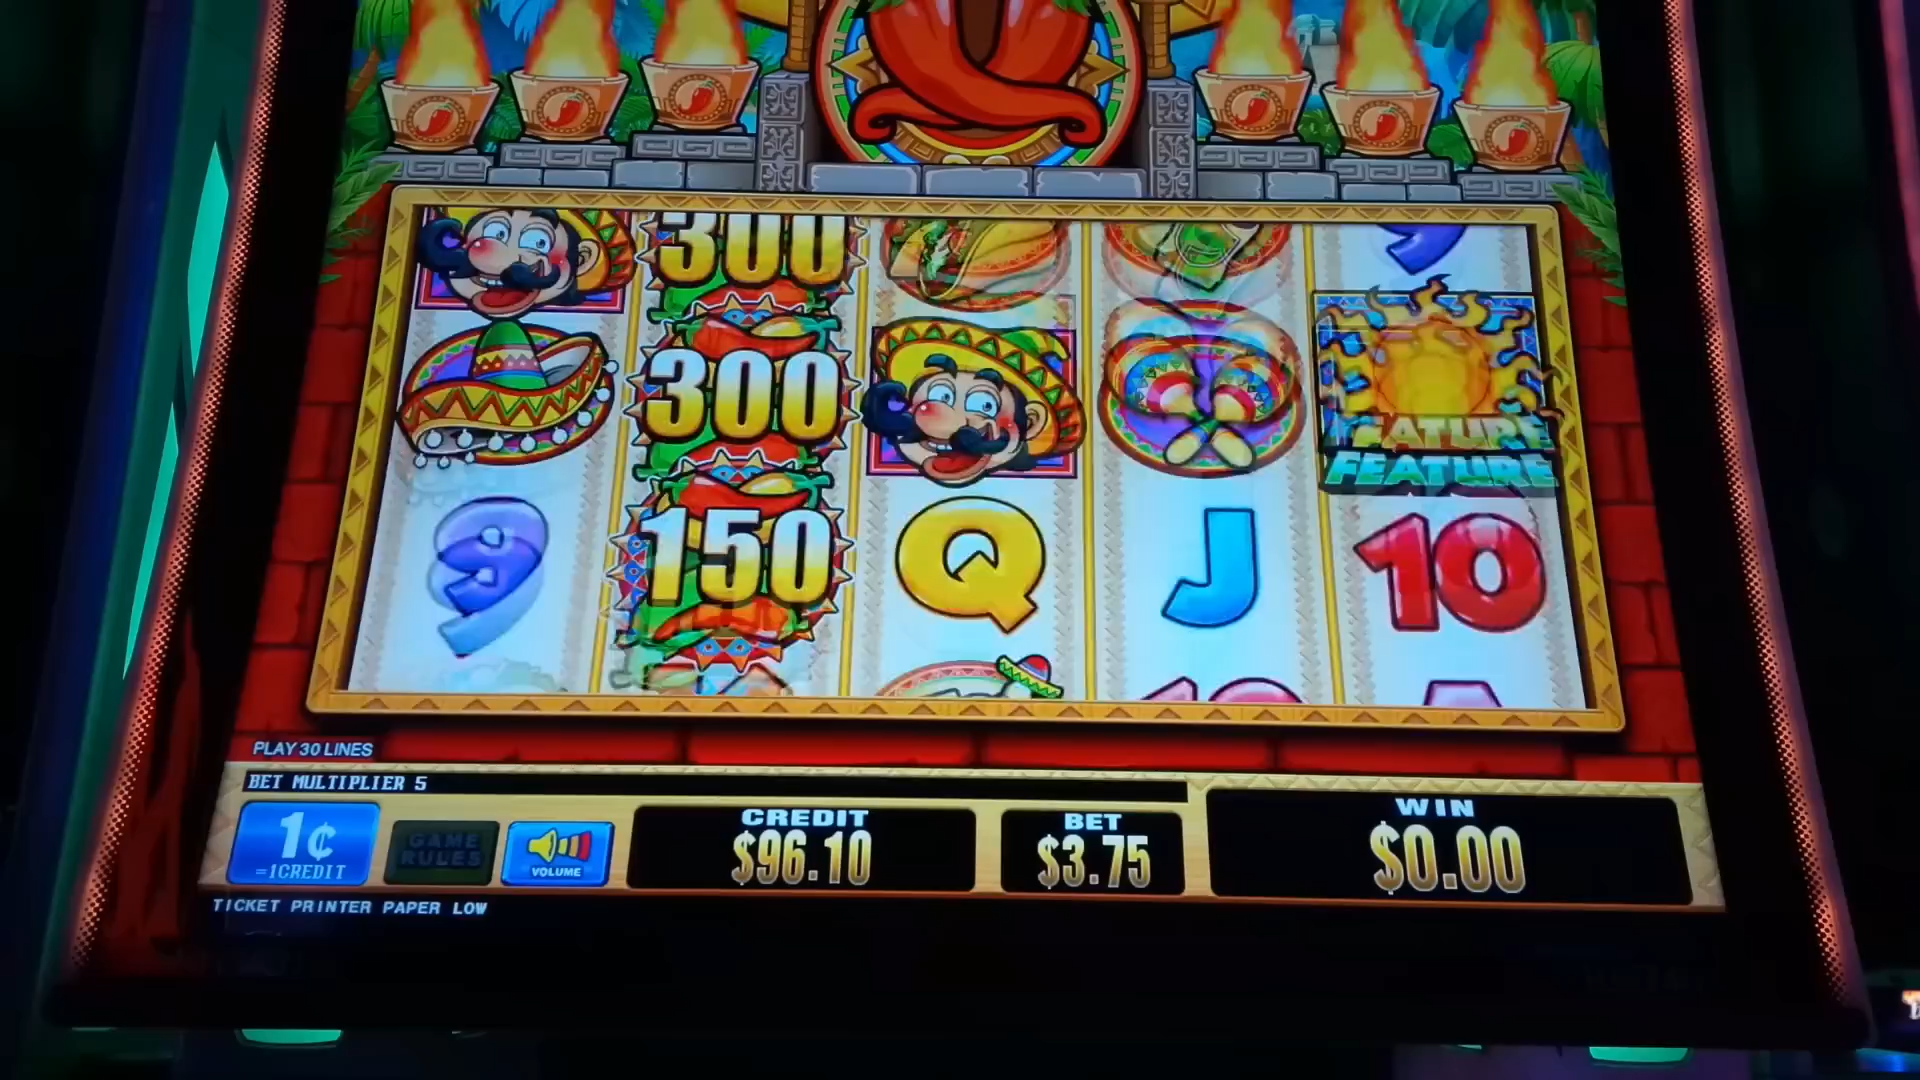 300
300
FEATURE
FEATURE
9
150
Q
J
10
PLAY 30 LINES
BET MULTIPLIER 5
1¢
=1CREDIT
GAME
RULES
VOLUME
CREDIT
$96.10
BET
$3.75
WIN
$0.00
TICKET PRINTER PAPER LOW